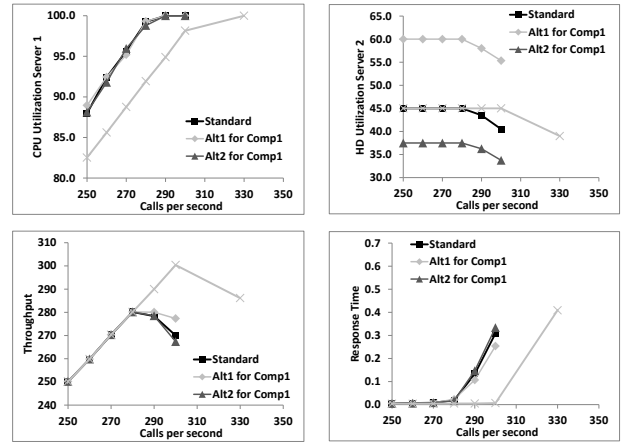 100.0
95.0
90.0
85.0
80.0
CPU Utilization Server 1
Standard
Alt1 for Comp1
Alt2 for Comp1
250 270 290 310 330 350
Calls per second
65.0
60.0
55.0
50.0
45.0
40.0
35.0
30.0
HD Utilization Server 2
Standard
Alt1 for Comp1
Alt2 for Comp1
250 270 290 310 330 350
Calls per second
310
300
290
280
270
260
250
240
Throughput
Standard
Alt1 for Comp1
Alt2 for Comp1
250 270 290 310 330 350
Calls per second
0.7
0.6
0.5
0.4
0.3
0.2
0.1
0.0
Response Time
Standard
Alt1 for Comp1
Alt2 for Comp1
250 270 290 310 330 350
Calls per second